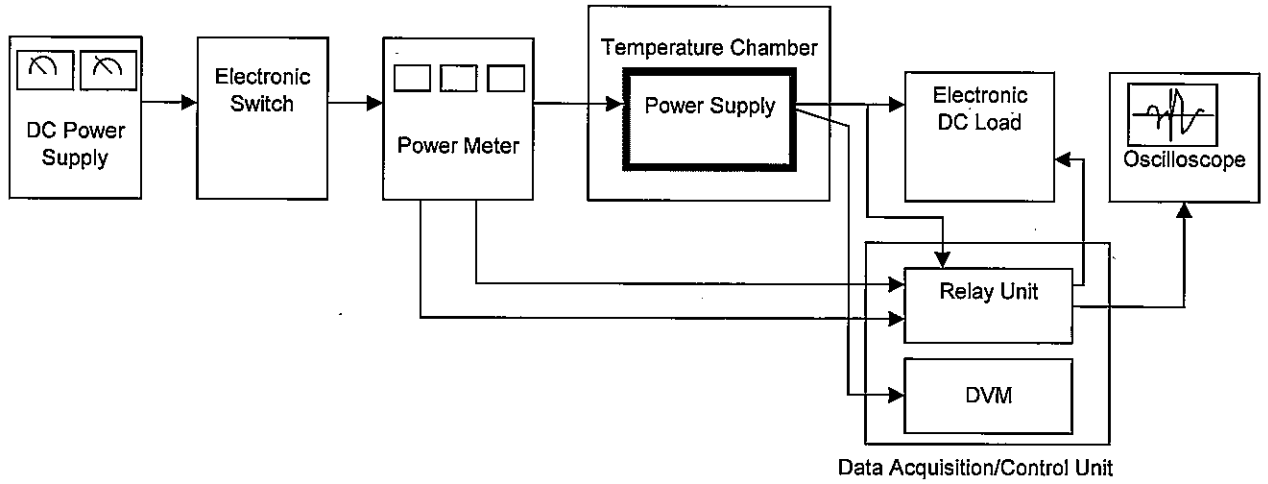 DC Power
Supply
Electronic
Switch
Power Meter
Temperature Chamber
Power Supply
Electronic
DC Load
Oscilloscope
Relay Unit
DVM
Data Acquisition/Control Unit